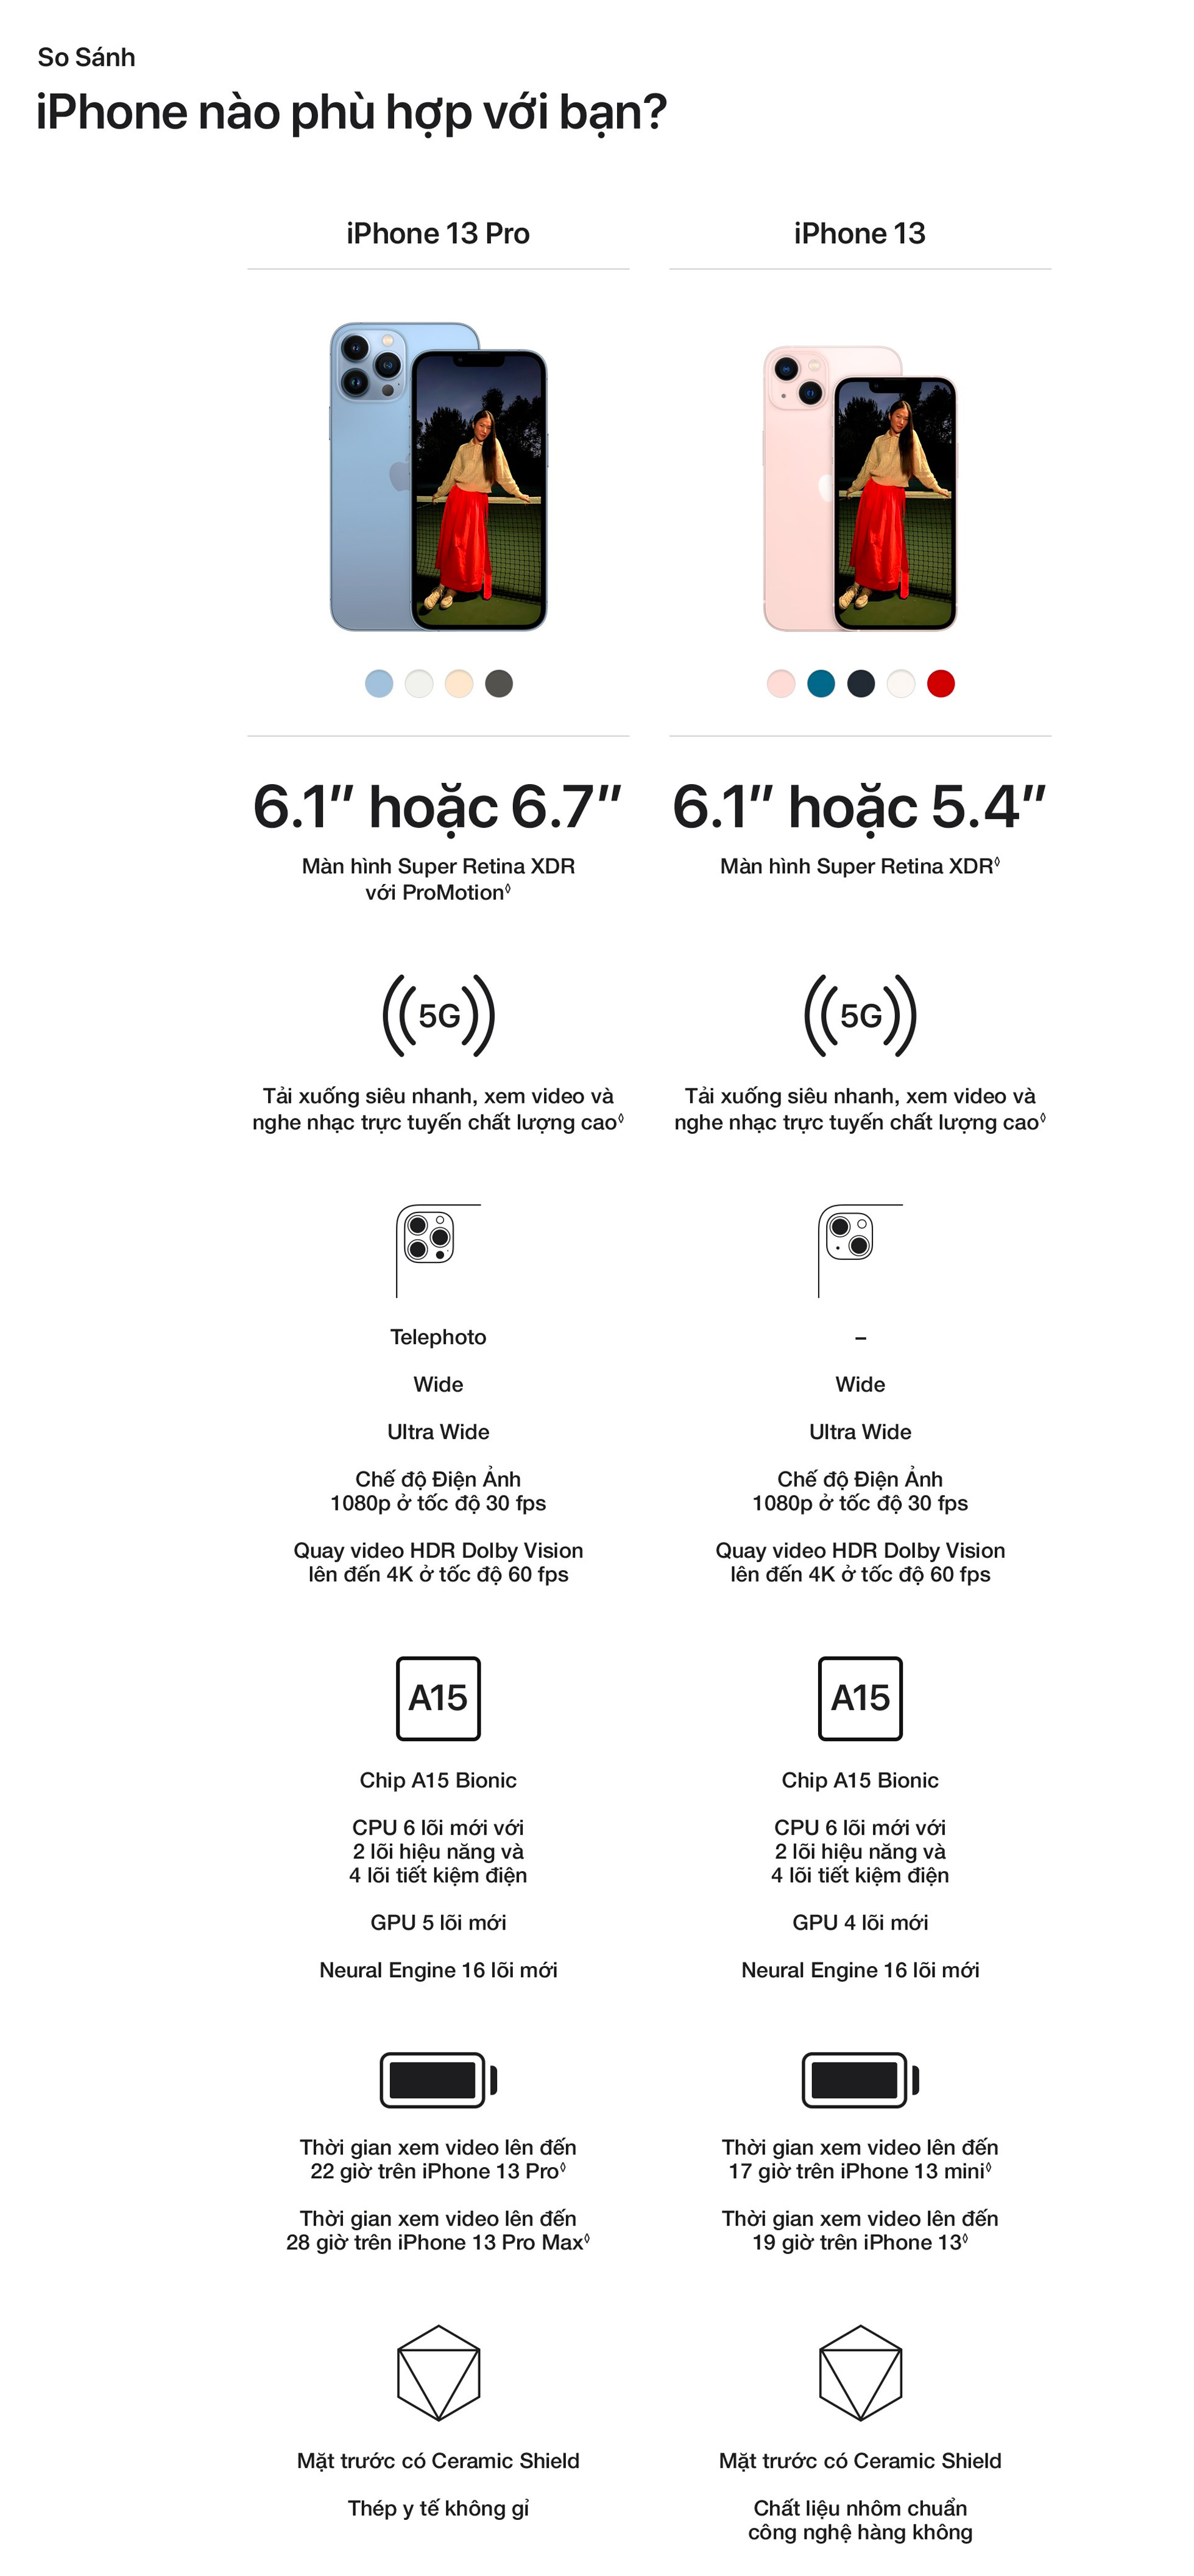 So Sánh
iPhone nào phù hợp với bạn?
iPhone 13 Pro
iPhone 13
6.1” hoặc 6.7”
Màn hình Super Retina XDR
với ProMotion◊
6.1” hoặc 5.4”
Màn hình Super Retina XDR◊
5G
Tải xuống siêu nhanh, xem video và
nghe nhạc trực tuyến chất lượng cao◊
5G
Tải xuống siêu nhanh, xem video và
nghe nhạc trực tuyến chất lượng cao◊
Telephoto
Wide
Ultra Wide
Chế độ Điện Ảnh
1080p ở tốc độ 30 fps
Quay video HDR Dolby Vision
lên đến 4K ở tốc độ 60 fps
–
Wide
Ultra Wide
Chế độ Điện Ảnh
1080p ở tốc độ 30 fps
Quay video HDR Dolby Vision
lên đến 4K ở tốc độ 60 fps
A15
Chip A15 Bionic
CPU 6 lõi mới với
2 lõi hiệu năng và
4 lõi tiết kiệm điện
GPU 5 lõi mới
Neural Engine 16 lõi mới
A15
Chip A15 Bionic
CPU 6 lõi mới với
2 lõi hiệu năng và
4 lõi tiết kiệm điện
GPU 4 lõi mới
Neural Engine 16 lõi mới
Thời gian xem video lên đến
22 giờ trên iPhone 13 Pro◊
Thời gian xem video lên đến
28 giờ trên iPhone 13 Pro Max◊
Thời gian xem video lên đến
17 giờ trên iPhone 13 mini◊
Thời gian xem video lên đến
19 giờ trên iPhone 13◊
Mặt trước có Ceramic Shield
Thép y tế không gỉ
Mặt trước có Ceramic Shield
Chất liệu nhôm chuẩn
công nghệ hàng không